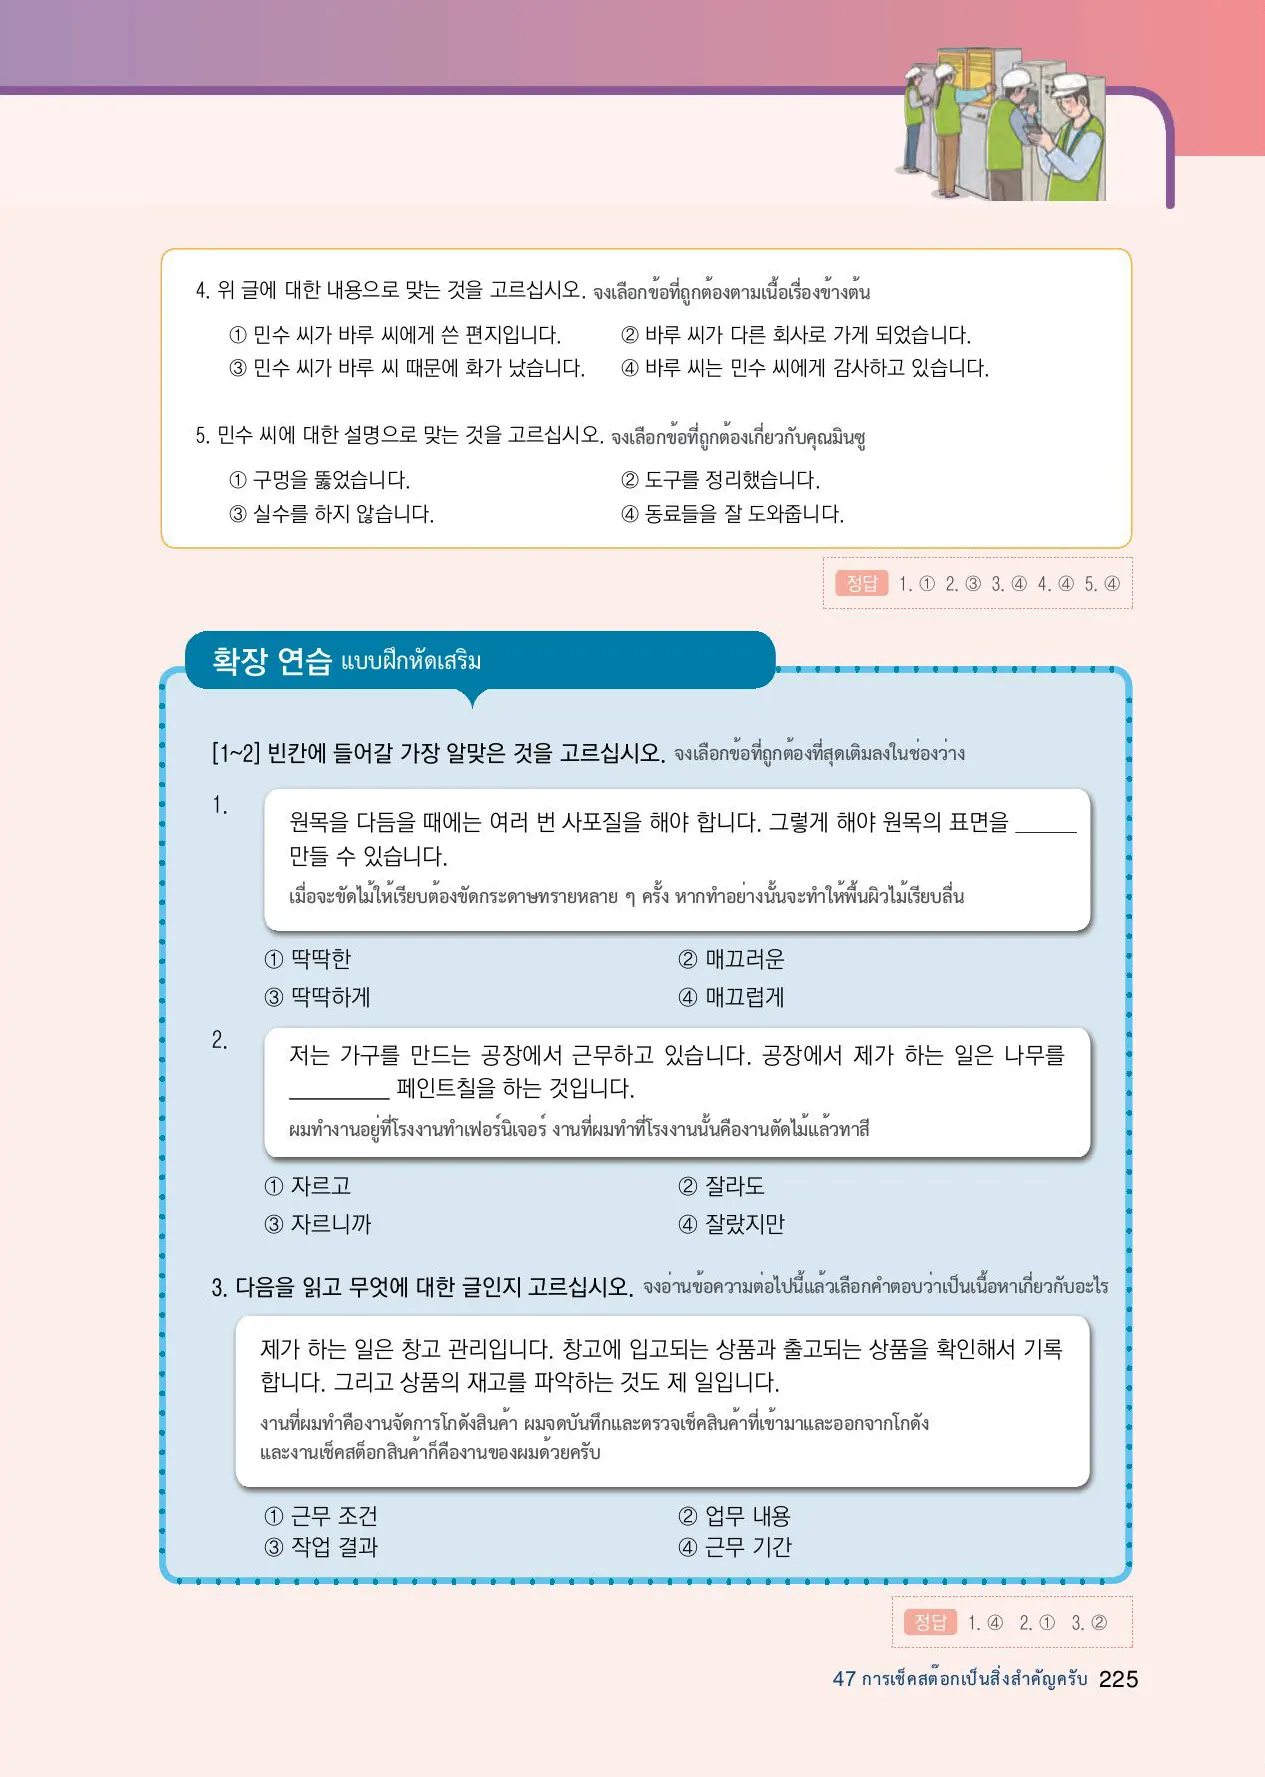 4. 위 글에 대한 내용으로 맞는 것을 고르십시오. จงเลือกข้อที่ถูกต้องตามเนื้อเรื่องข้างต้น
① 민수 씨가 바루 씨에게 쓴 편지입니다. ② 바루 씨가 다른 회사로 가게 되었습니다.
③ 민수 씨가 바루 씨 때문에 화가 났습니다. ④ 바루 씨는 민수 씨에게 감사하고 있습니다.
5. 민수 씨에 대한 설명으로 맞는 것을 고르십시오. จงเลือกข้อที่ถูกต้องเกี่ยวกับคุณมินซู
① 구멍을 뚫었습니다. ② 도구를 정리했습니다.
③ 실수를 하지 않습니다. ④ 동료들을 잘 도와줍니다.
정답 1. ① 2. ③ 3. ④ 4. ④ 5. ④
확장 연습 แบบฝึกหัดเสริม
[1~2] 빈칸에 들어갈 가장 알맞은 것을 고르십시오. จงเลือกข้อที่ถูกต้องที่สุดเติมลงในช่องว่าง
1.
원목을 다듬을 때에는 여러 번 사포질을 해야 합니다. 그렇게 해야 원목의 표면을 _____
만들 수 있습니다.
เมื่อจะขัดไม้ให้เรียบต้องขัดกระดาษทรายหลาย ๆ ครั้ง หากทำอย่างนั้นจะทำให้พื้นผิวไม้เรียบลื่น
① 딱딱한 ② 매끄러운
③ 딱딱하게 ④ 매끄럽게
2.
저는 가구를 만드는 공장에서 근무하고 있습니다. 공장에서 제가 하는 일은 나무를
________ 페인트칠을 하는 것입니다.
ผมทำงานอยู่ที่โรงงานทำเฟอร์นิเจอร์ งานที่ผมทำที่โรงงานนั้นคืองานตัดไม้แล้วทาสี
① 자르고 ② 잘라도
③ 자르니까 ④ 잘랐지만
3. 다음을 읽고 무엇에 대한 글인지 고르십시오. จงอ่านข้อความต่อไปนี้แล้วเลือกคำตอบว่าเป็นเนื้อหาเกี่ยวกับอะไร
제가 하는 일은 창고 관리입니다. 창고에 입고되는 상품과 출고되는 상품을 확인해서 기록
합니다. 그리고 상품의 재고를 파악하는 것도 제 일입니다.
งานที่ผมทำคืองานจัดการโกดังสินค้า ผมจดบันทึกและตรวจเช็คสินค้าที่เข้ามาและออกจากโกดัง
และงานเช็คสต็อกสินค้าก็คืองานของผมด้วยครับ
① 근무 조건 ② 업무 내용
③ 작업 결과 ④ 근무 기간
정답 1. ④ 2. ① 3. ②
47 การเช็คสต๊อกเป็นสิ่งสำคัญครับ 225